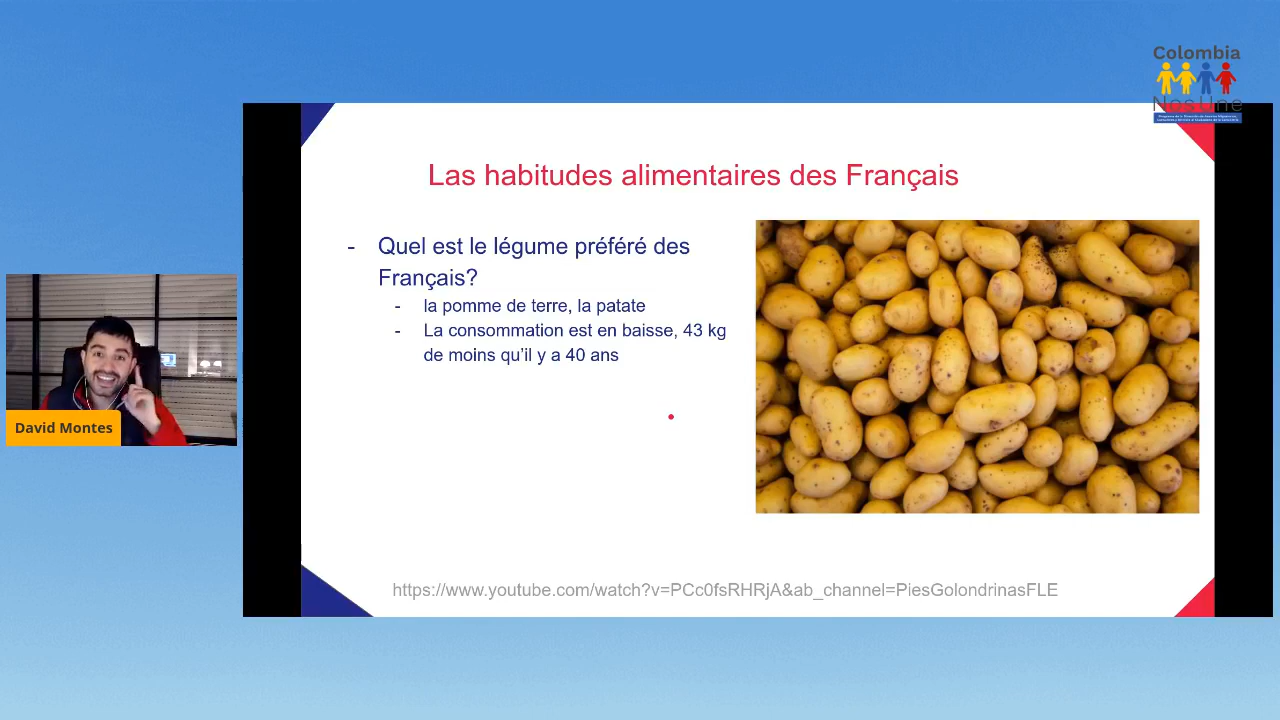 Colombia
Nos Une
Las habitudes alimentaires des Français
- Quel est le légume préféré des
Français?
- la pomme de terre, la patate
- La consommation est en baisse, 43 kg
de moins qu'il y a 40 ans
David Montes
https://www.youtube.com/watch?v=PCc0fsRHRjA&ab_channel=PiesGolondrinasFLE